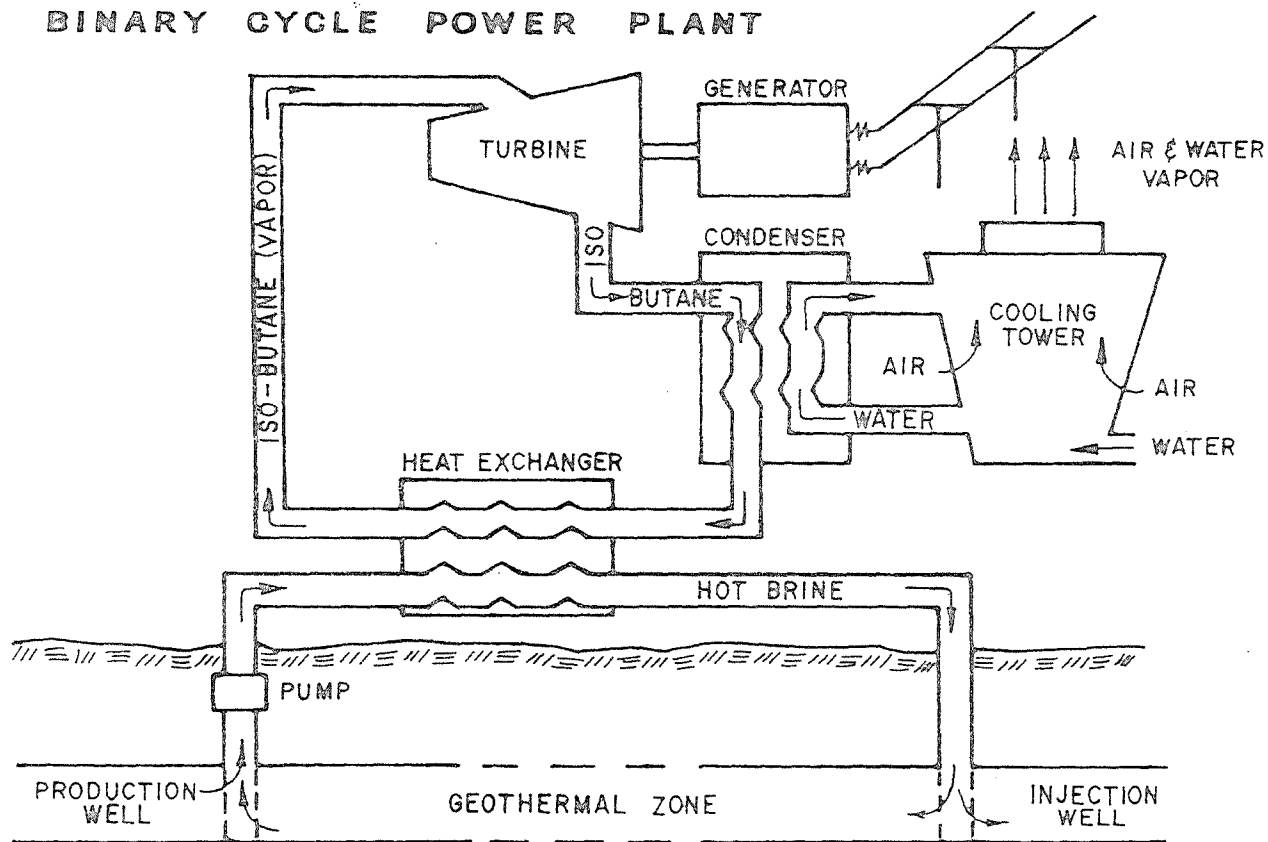 BINARY CYCLE POWER PLANT
GENERATOR
TURBINE
AIR & WATER
VAPOR
ISO-BUTANE (VAPOR)
ISO
BUTANE
CONDENSER
COOLING
TOWER
AIR
AIR
WATER
WATER
HEAT EXCHANGER
HOT BRINE
PUMP
PRODUCTION
WELL
GEOTHERMAL ZONE
INJECTION
WELL